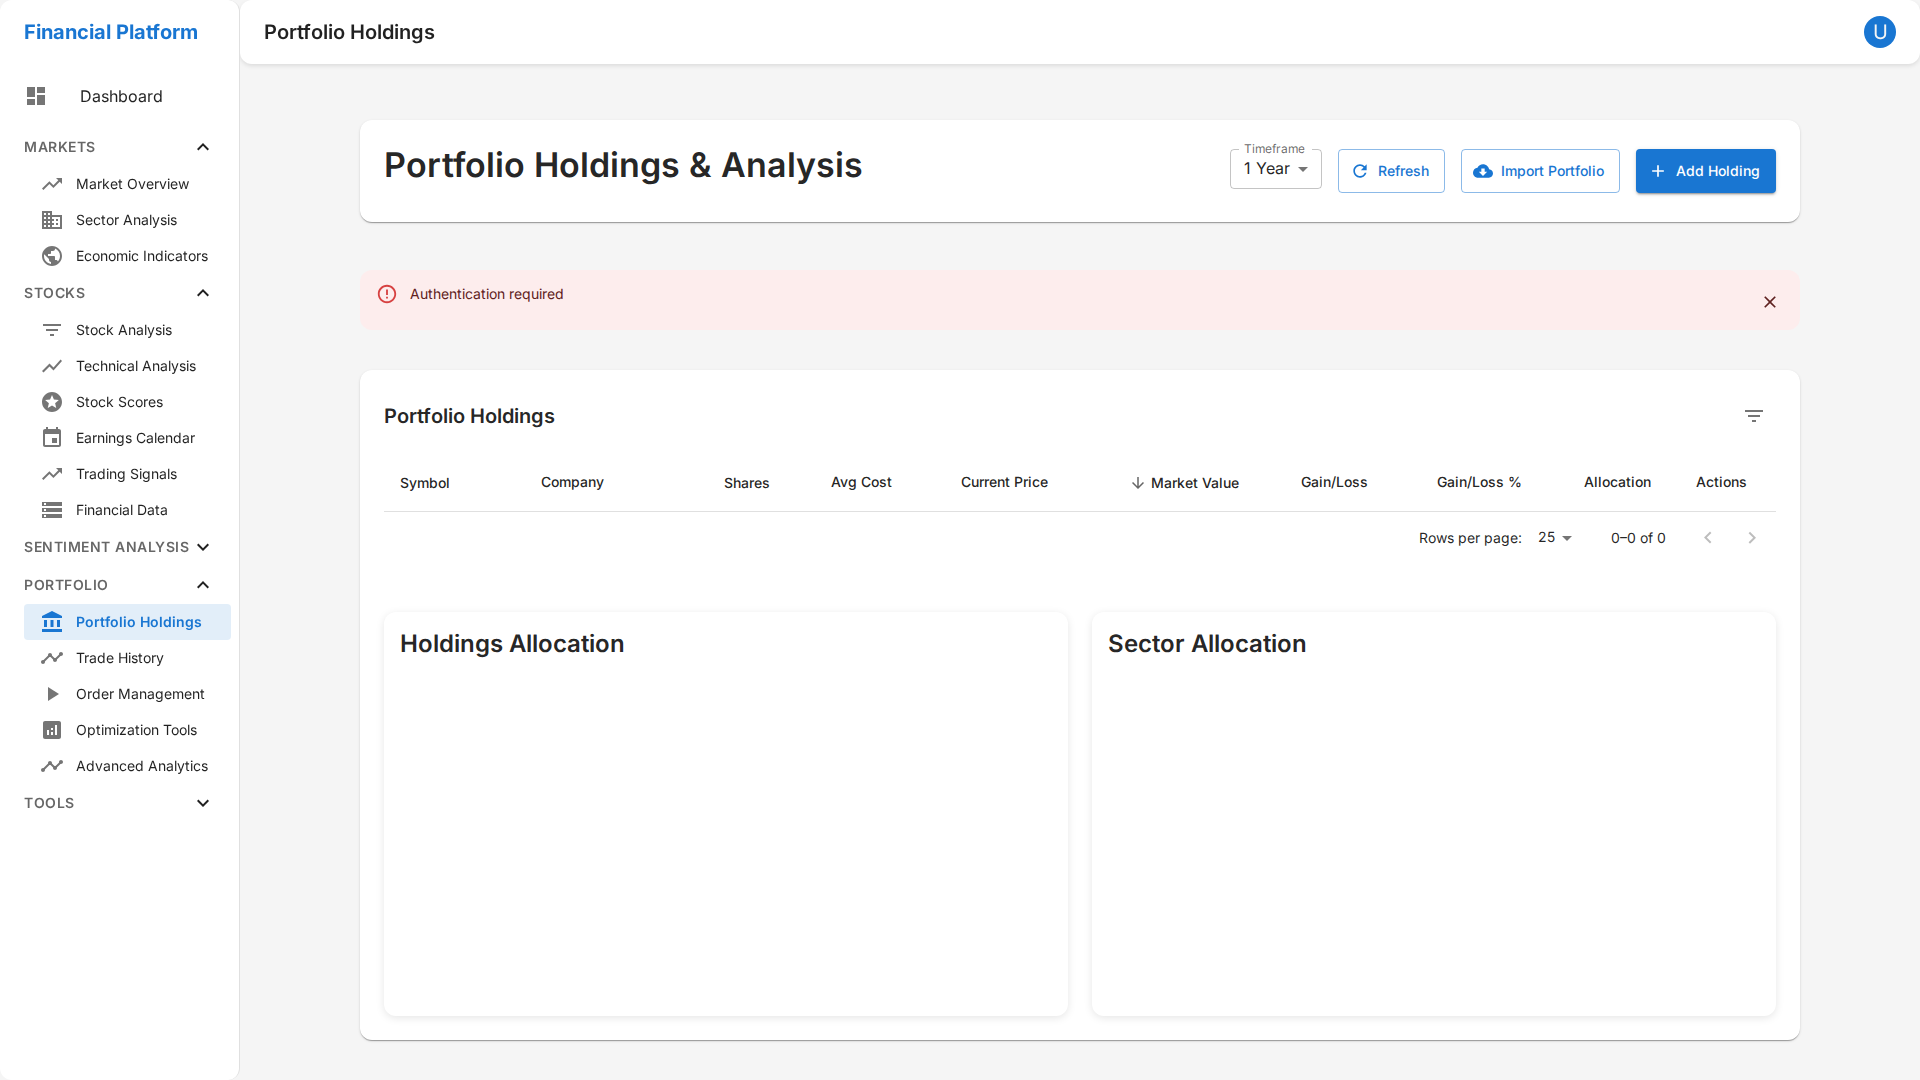 Financial Platform
Portfolio Holdings
U
Dashboard
MARKETS
Market Overview
Sector Analysis
Economic Indicators
STOCKS
Stock Analysis
Technical Analysis
Stock Scores
Earnings Calendar
Trading Signals
Financial Data
SENTIMENT ANALYSIS
PORTFOLIO
Portfolio Holdings
Trade History
Order Management
Optimization Tools
Advanced Analytics
TOOLS
Portfolio Holdings & Analysis
Timeframe
1 Year
Refresh
Import Portfolio
Add Holding
Authentication required
Portfolio Holdings
Symbol Company Shares Avg Cost Current Price Market Value Gain/Loss Gain/Loss % Allocation Actions
Rows per page: 25 0–0 of 0
Holdings Allocation
Sector Allocation